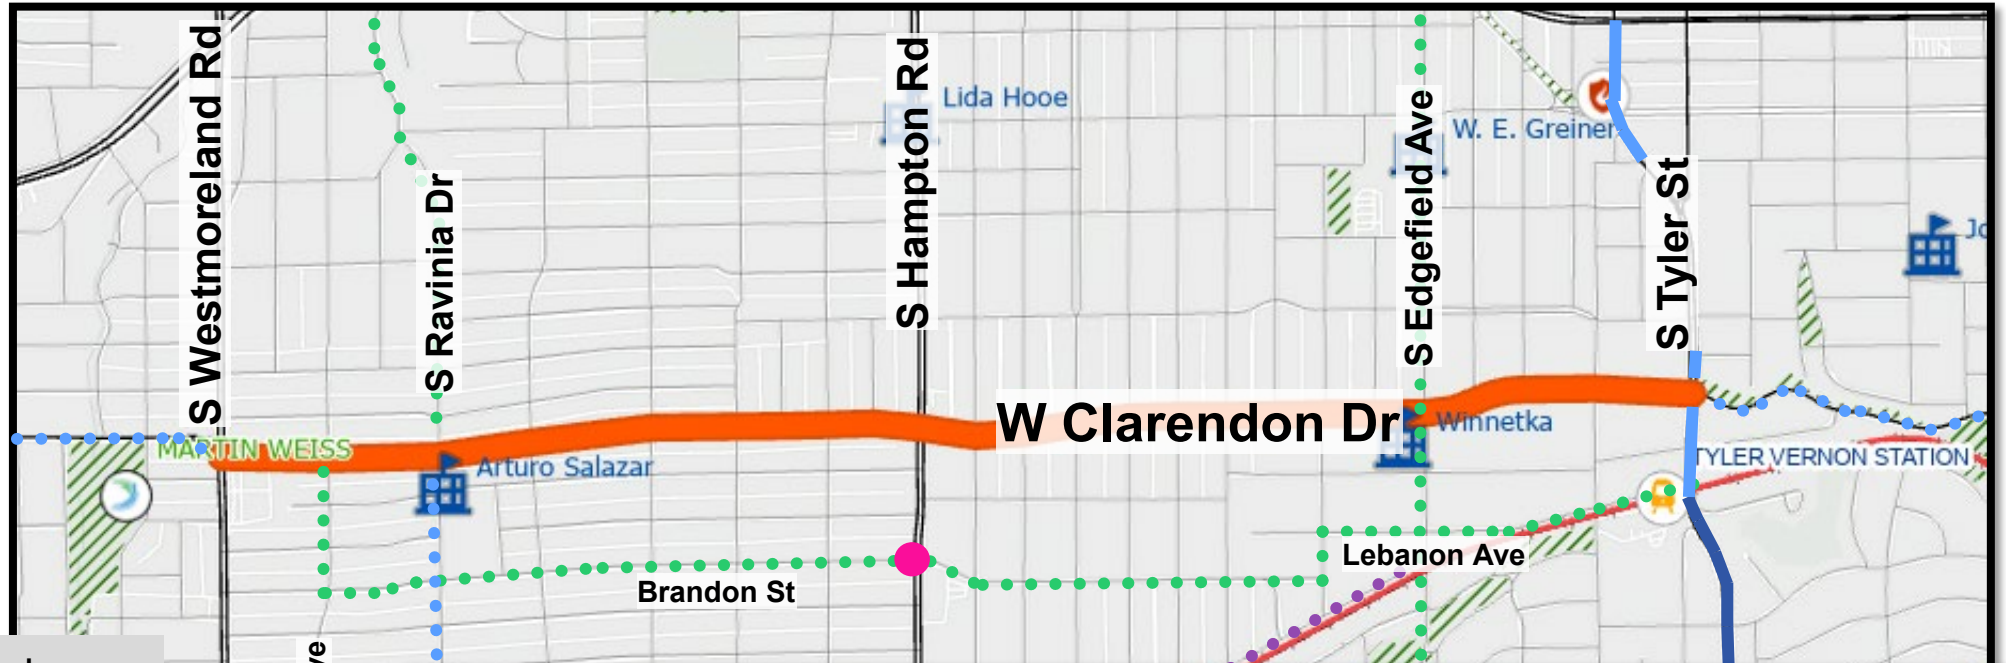 S Westmoreland Rd
S Ravinia Dr
S Hampton Rd
Lida Hooe
S Edgefield Ave
W. E. Greiner
S Tyler St
W Clarendon Dr
Winnetka
MARTIN WEISS
Arturo Salazar
TYLER VERNON STATION
Lebanon Ave
Brandon St